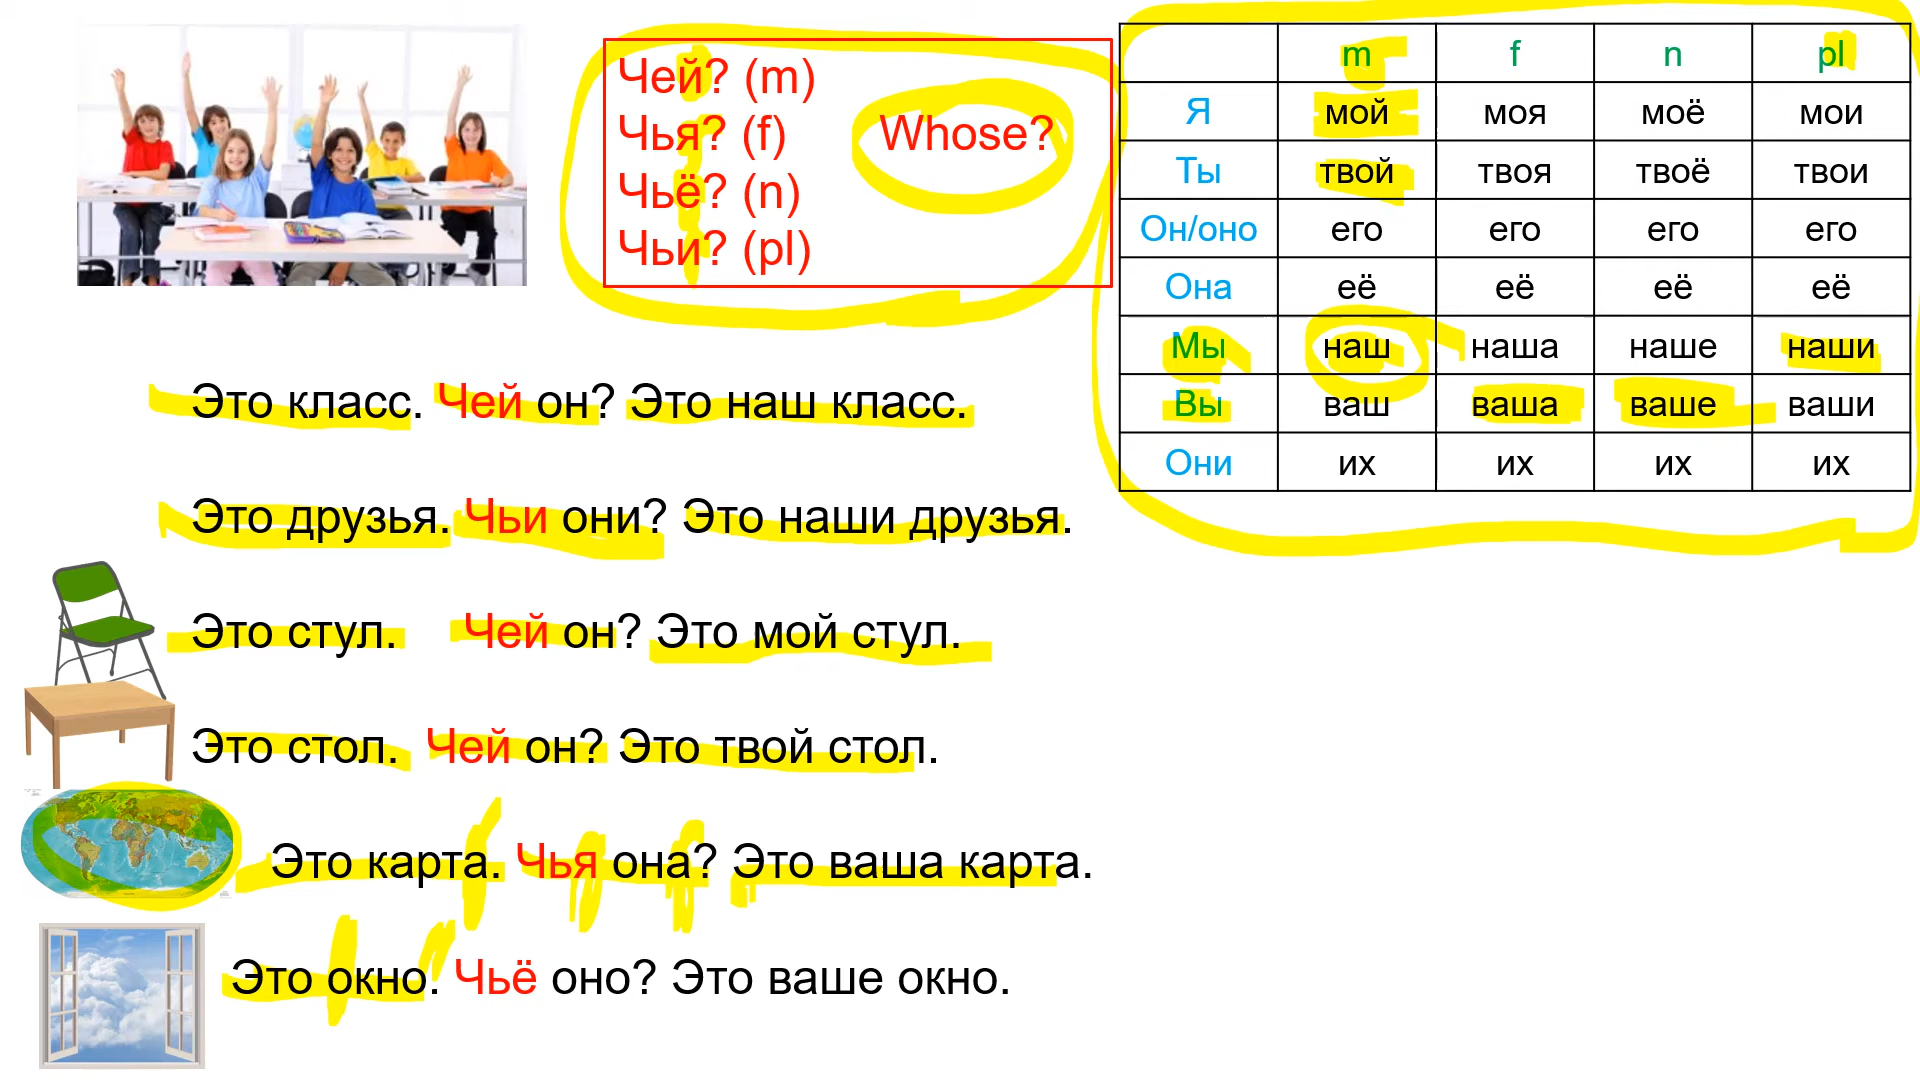 Чей? (m)
Чья? (f) Whose?
Чьё? (n)
Чьи? (pl)
m f n pl
Я мой моя моё мои
Ты твой твоя твоё твои
Он/оно его его его его
Она её её её её
Мы наш наша наше наши
Вы ваш ваша ваше ваши
Они их их их их
Это класс. Чей он? Это наш класс.
Это друзья. Чьи они? Это наши друзья.
Это стул. Чей он? Это мой стул.
Это стол. Чей он? Это твой стол.
Это карта. Чья она? Это ваша карта.
Это окно. Чьё оно? Это ваше окно.